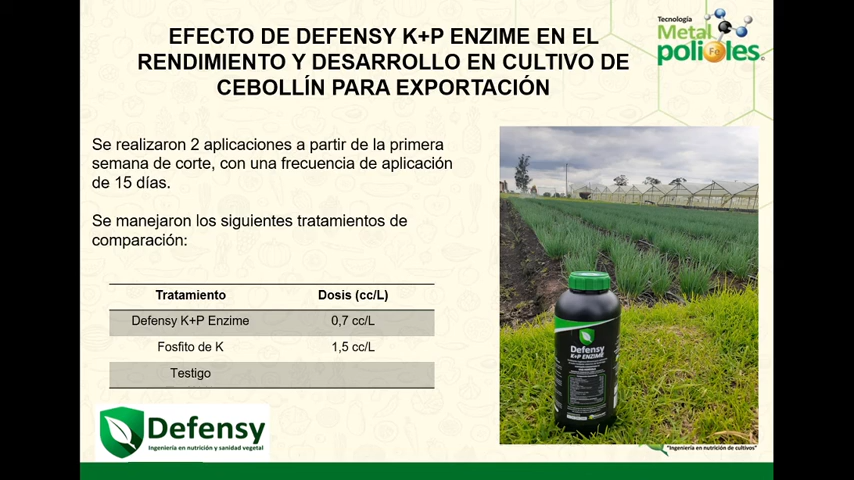 EFECTO DE DEFENSY K+P ENZIME EN EL
RENDIMIENTO Y DESARROLLO EN CULTIVO DE
CEBOLLÍN PARA EXPORTACIÓN
Tecnología
Metal
polioles
Fe
Se realizaron 2 aplicaciones a partir de la primera
semana de corte, con una frecuencia de aplicación
de 15 días.
Se manejaron los siguientes tratamientos de
comparación:
Tratamiento Dosis (cc/L)
Defensy K+P Enzime 0,7 cc/L
Fosfito de K 1,5 cc/L
Testigo
Defensy
K+P ENZIME
Defensy
Ingeniería en nutrición y sanidad vegetal
"Ingeniería en nutrición de cultivos"